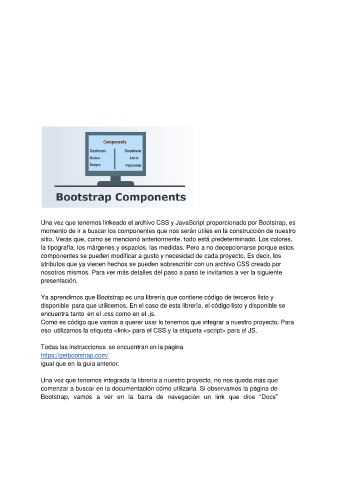 Components
Glyphicons Dropdowns
Navbar Alerts
Badges Paginables
Bootstrap Components
Una vez que tenemos linkeado el archivo CSS y JavaScript proporcionado por Bootstrap, es
momento de ir a buscar los componentes que nos serán útiles en la construcción de nuestro
sitio. Verás que, como se mencionó anteriormente, todo está predeterminado. Los colores,
la tipografía, los márgenes y espacios, las medidas. Pero a no decepcionarse porque estos
componentes se pueden modificar a gusto y necesidad de cada proyecto. Es decir, los
atributos que ya vienen hechos se pueden sobrescribir con un archivo CSS creado por
nosotros mismos. Para ver más detalles del paso a paso te invitamos a ver la siguiente
presentación.
Ya aprendimos que Bootstrap es una librería que contiene código de terceros listo y
disponible para que utilicemos. En el caso de esta librería, el código listo y disponible se
encuentra tanto en el .css como en el .js.
Como es código que vamos a querer usar lo tenemos que integrar a nuestro proyecto. Para
eso utilizamos la etiqueta <link> para el CSS y la etiqueta <script> para el JS.
Todas las instrucciones se encuentran en la página
https://getbootstrap.com/
igual que en la guía anterior.
Una vez que tenemos integrada la librería a nuestro proyecto, no nos queda más que
comenzar a buscar en la documentación cómo utilizarla. Si observamos la página de
Bootstrap, vamos a ver en la barra de navegación un link que dice "Docs"